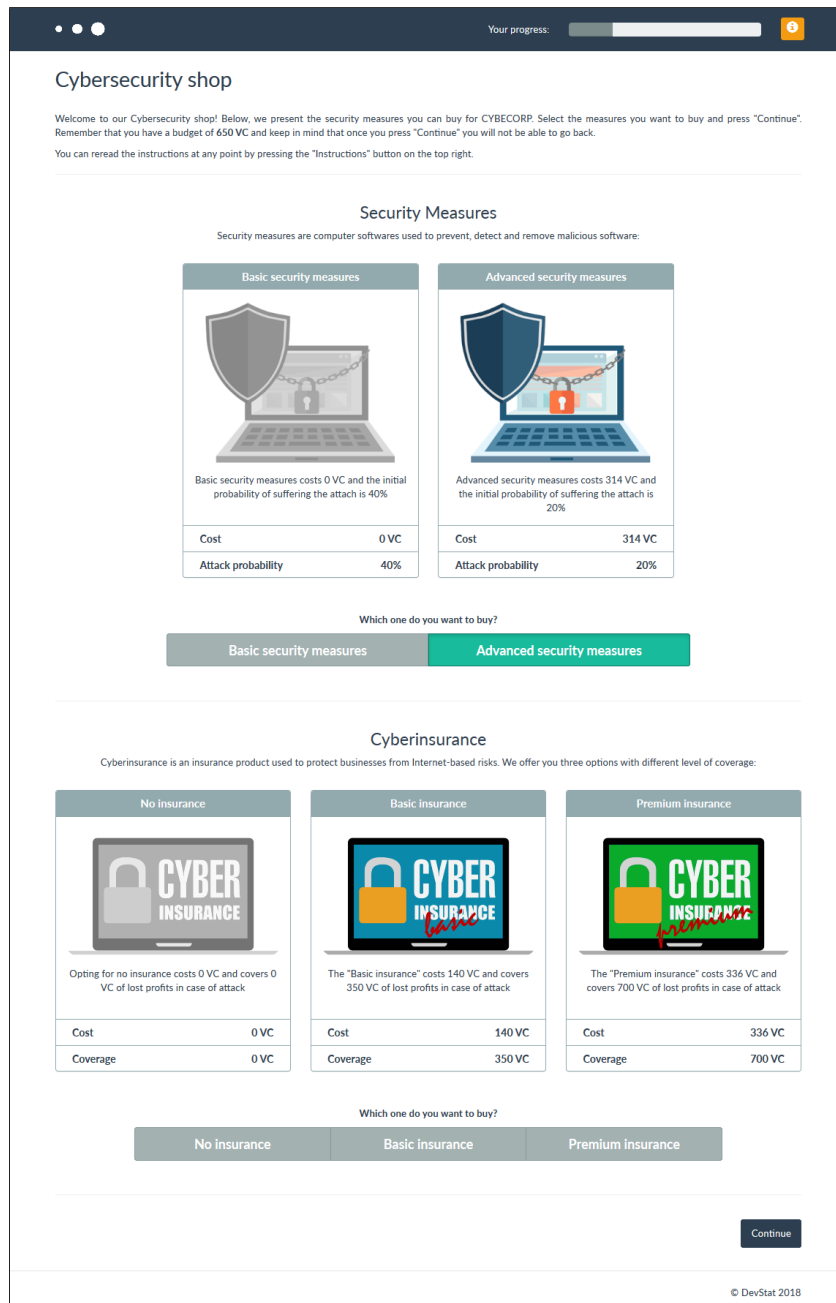 Your progress:
Cybersecurity shop
Welcome to our Cybersecurity shop! Below, we present the security measures you can buy for CYBECORP. Select the measures you want to buy and press "Continue".
Remember that you have a budget of 650 VC and keep in mind that once you press "Continue" you will not be able to go back.
You can reread the instructions at any point by pressing the "Instructions" button on the top right.
Security Measures
Security measures are computer softwares used to prevent, detect and remove malicious software:
Basic security measures
Basic security measures costs 0 VC and the initial
probability of suffering the attach is 40%
Cost 0 VC
Attack probability 40%
Advanced security measures
Advanced security measures costs 314 VC and
the initial probability of suffering the attach is
20%
Cost 314 VC
Attack probability 20%
Which one do you want to buy?
Basic security measures
Advanced security measures
Cyberinsurance
Cyberinsurance is an insurance product used to protect businesses from Internet-based risks. We offer you three options with different level of coverage:
No insurance
CYBER
INSURANCE
Opting for no insurance costs 0 VC and covers 0
VC of lost profits in case of attack
Cost 0 VC
Coverage 0 VC
Basic insurance
CYBER
INSURANCE
basic
The "Basic insurance" costs 140 VC and covers
350 VC of lost profits in case of attack
Cost 140 VC
Coverage 350 VC
Premium insurance
CYBER
INSURANCE
premium
The "Premium insurance" costs 336 VC and
covers 700 VC of lost profits in case of attack
Cost 336 VC
Coverage 700 VC
Which one do you want to buy?
No insurance
Basic insurance
Premium insurance
Continue
© DevStat 2018